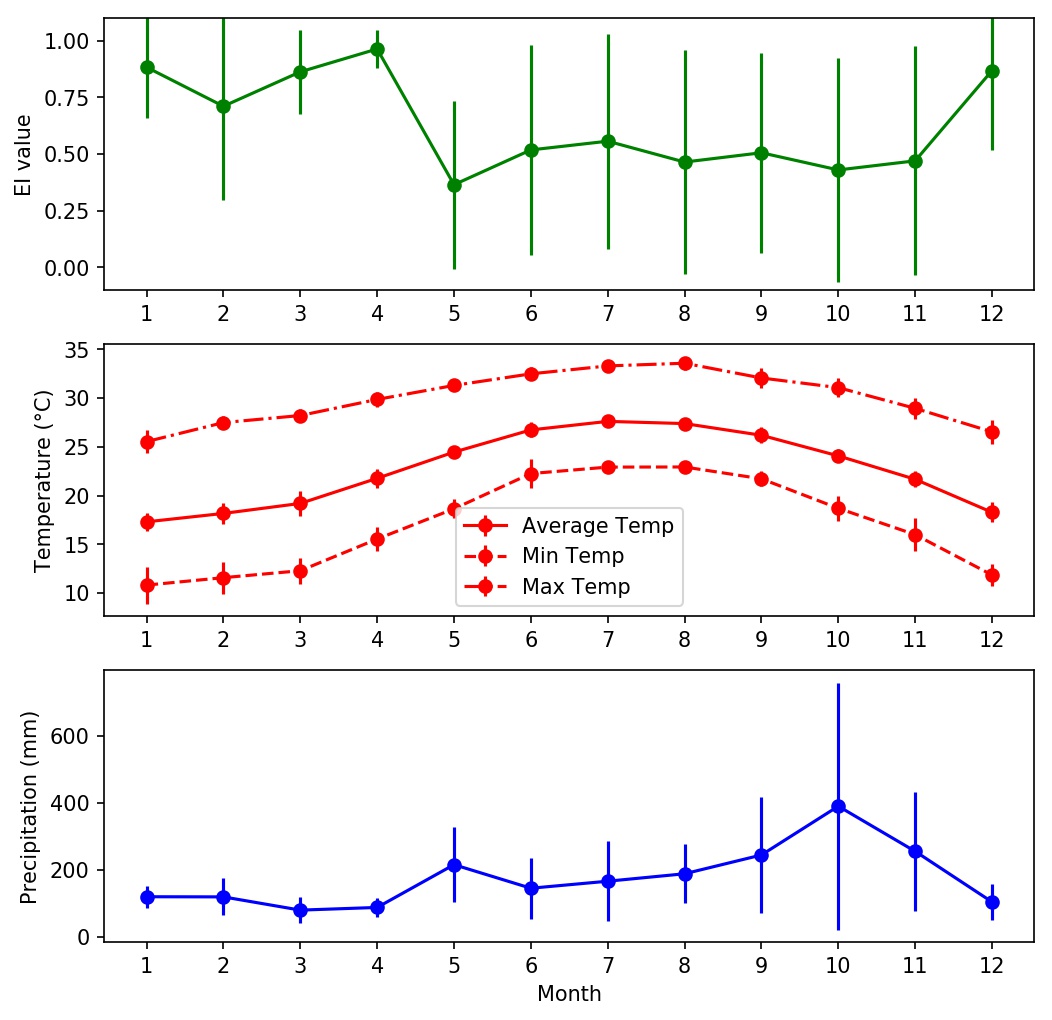 EI value
1.00
0.75
0.50
0.25
0.00
1 2 3 4 5 6 7 8 9 10 11 12
Temperature (°C)
35
30
25
20
15
10
Average Temp
Min Temp
Max Temp
1 2 3 4 5 6 7 8 9 10 11 12
Precipitation (mm)
600
400
200
0
1 2 3 4 5 6 7 8 9 10 11 12
Month